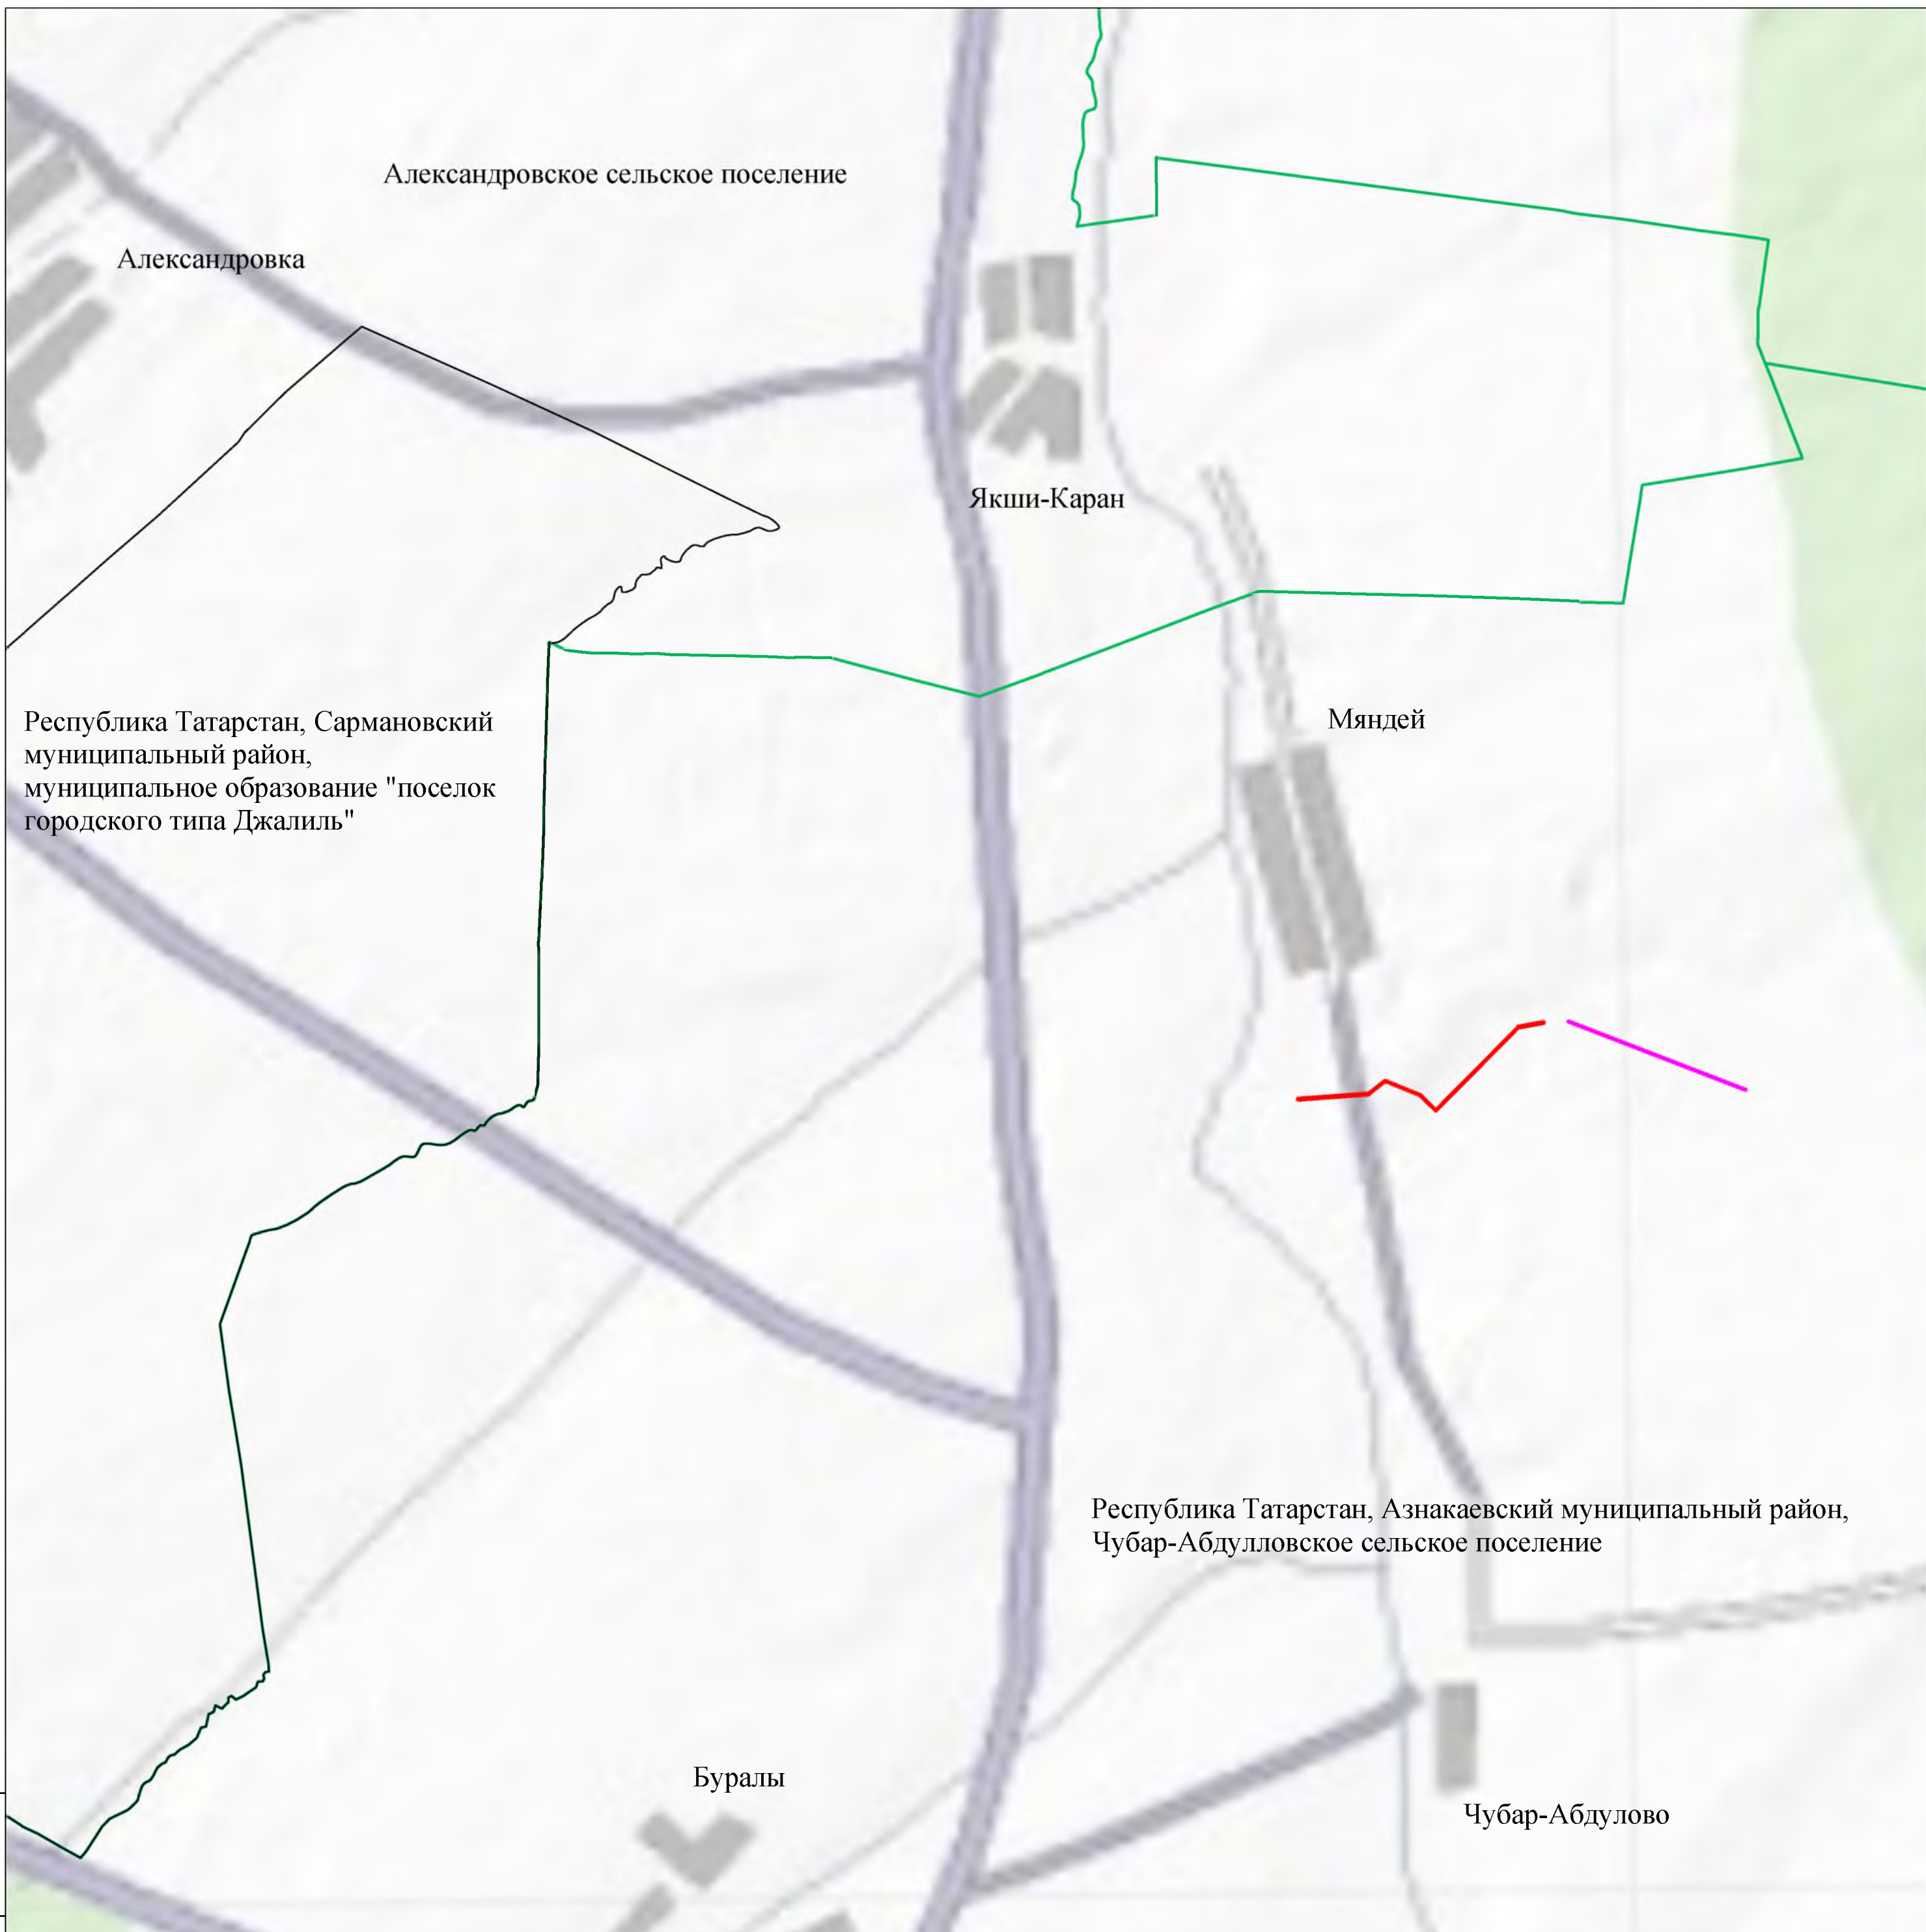 Александровское сельское поселение
Александровка
Якши-Каран
Республика Татарстан, Сармановский
муниципальный район,
муниципальное образование "поселок
городского типа Джалиль"
Мяндей
Республика Татарстан, Азнакаевский муниципальный район,
Чубар-Абдулловское сельское поселение
Буралы
Чубар-Абдулово